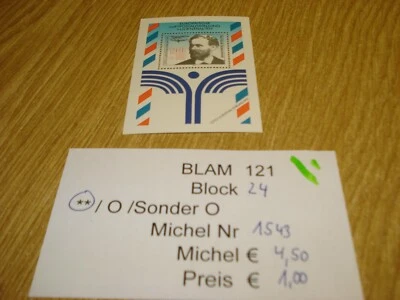 BLAM 121
Block 24
**/ O /Sonder O
Michel Nr 1543
Michel € 4,50
Preis € 1,00